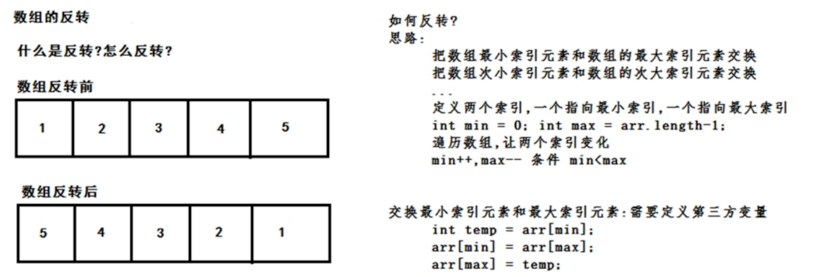 数组的反转
什么是反转?怎么反转?
数组反转前
1 2 3 4 5
数组反转后
5 4 3 2 1
如何反转?
思路:
把数组最小索引元素和数组的最大索引元素交换
把数组次小索引元素和数组的次大索引元素交换
...
定义两个索引,一个指向最小索引,一个指向最大索引
int min = 0; int max = arr.length-1;
遍历数组,让两个索引变化
min++,max-- 条件 min<max
交换最小索引元素和最大索引元素:需要定义第三方变量
int temp = arr[min];
arr[min] = arr[max];
arr[max] = temp;